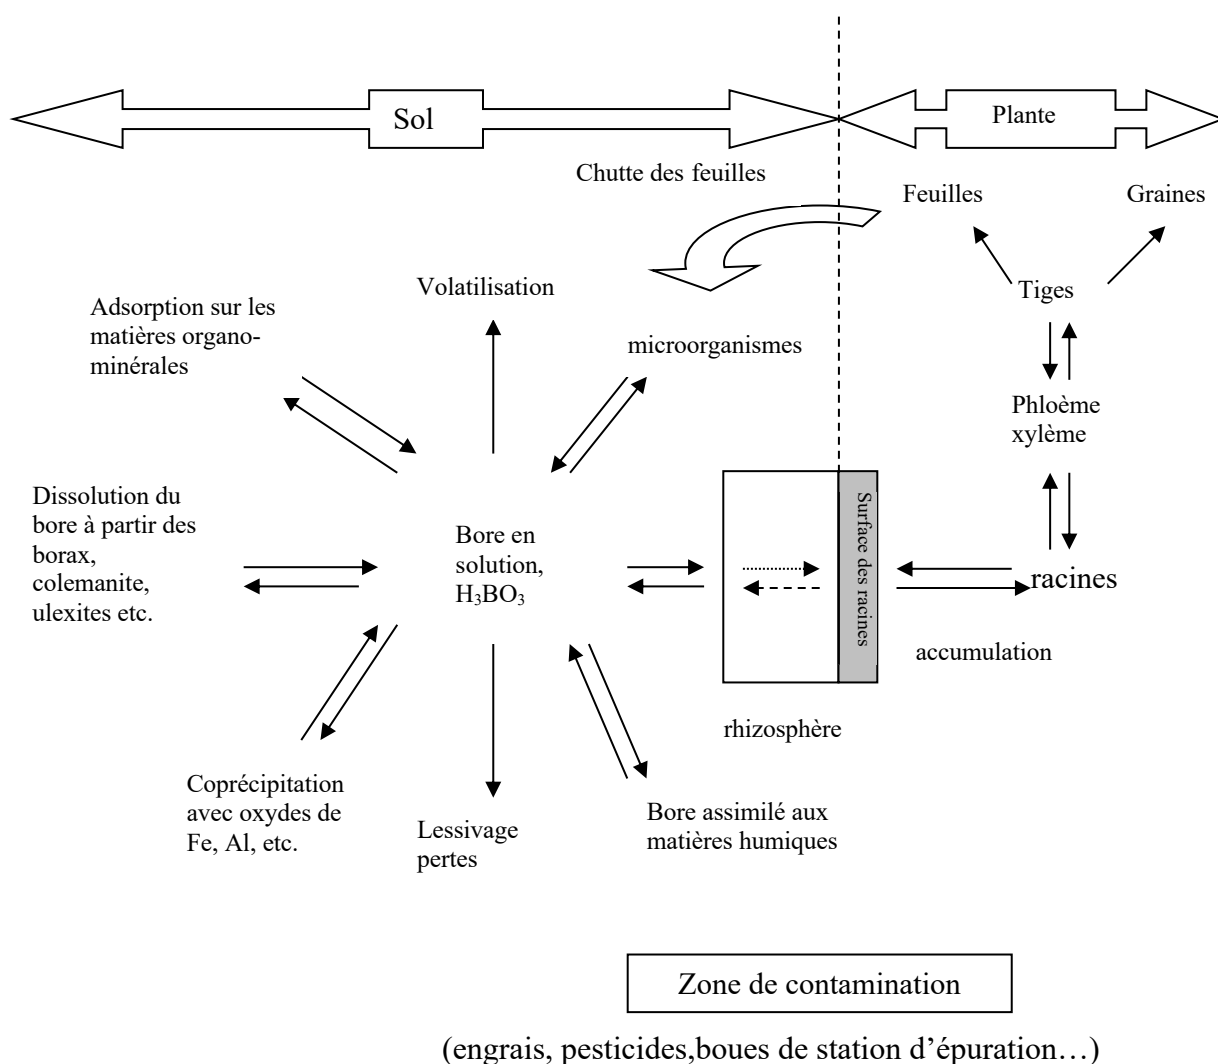 Sol
Plante
Chutte des feuilles
Feuilles
Graines
Tiges
Volatilisation
Adsorption sur les
matières organo-
minérales
microorganismes
Phloème
xylème
Dissolution du
bore à partir des
borax,
colemanite,
ulexites etc.
Bore en
solution,
H₃BO₃
Surface des racines
racines
accumulation
rhizosphère
Coprécipitation
avec oxydes de
Fe, Al, etc.
Lessivage
pertes
Bore assimilé aux
matières humiques
Zone de contamination
(engrais, pesticides,boues de station d’épuration…)